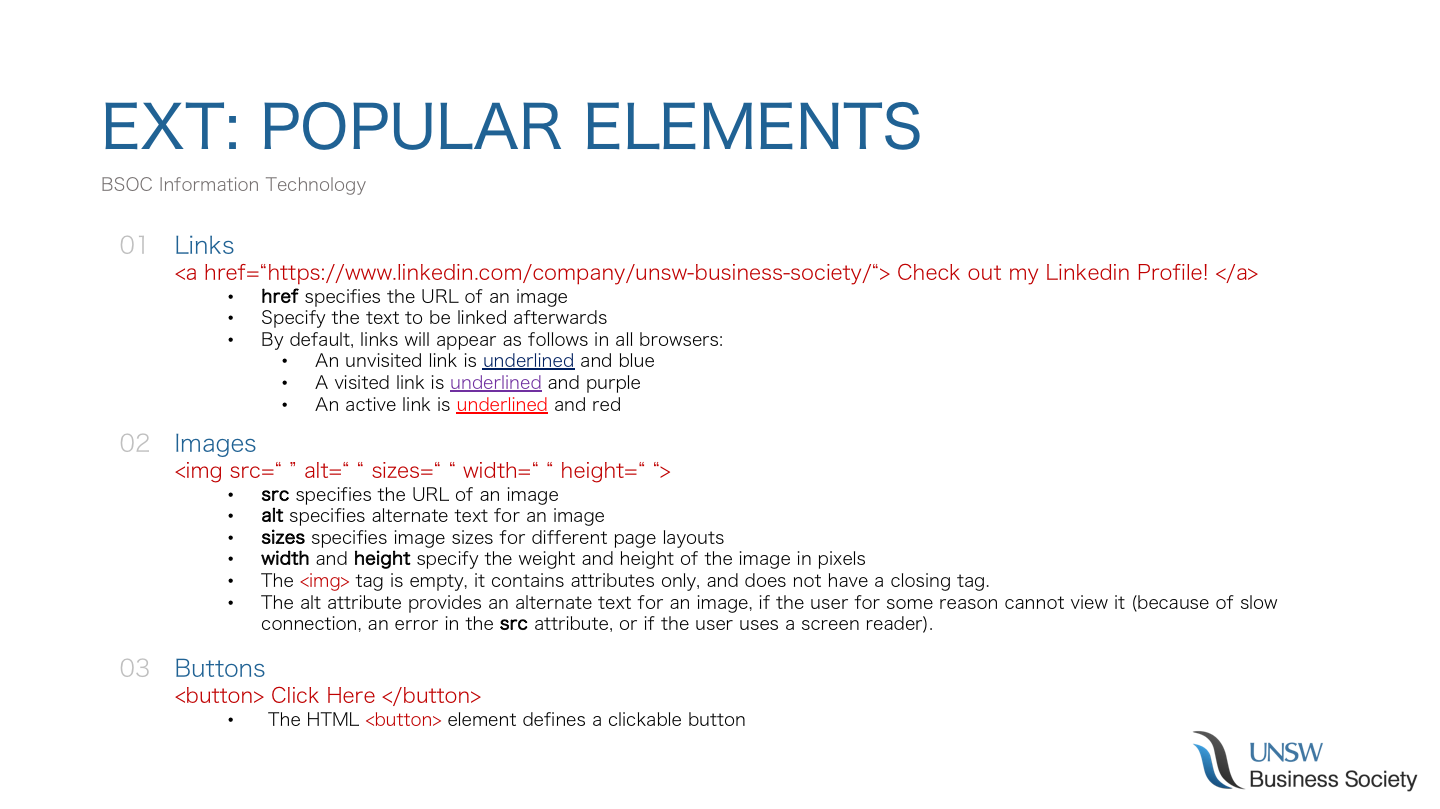 EXT: POPULAR ELEMENTS
BSOC Information Technology
01 Links
<a href=“https://www.linkedin.com/company/unsw-business-society/“> Check out my Linkedin Profile! </a>
• href specifies the URL of an image
• Specify the text to be linked afterwards
• By default, links will appear as follows in all browsers:
• An unvisited link is underlined and blue
• A visited link is underlined and purple
• An active link is underlined and red
02 Images
<img src=“ ” alt=“ “ sizes=“ “ width=“ “ height=“ “>
• src specifies the URL of an image
• alt specifies alternate text for an image
• sizes specifies image sizes for different page layouts
• width and height specify the weight and height of the image in pixels
• The <img> tag is empty, it contains attributes only, and does not have a closing tag.
• The alt attribute provides an alternate text for an image, if the user for some reason cannot view it (because of slow
connection, an error in the src attribute, or if the user uses a screen reader).
03 Buttons
<button> Click Here </button>
• The HTML <button> element defines a clickable button
UNSW
Business Society